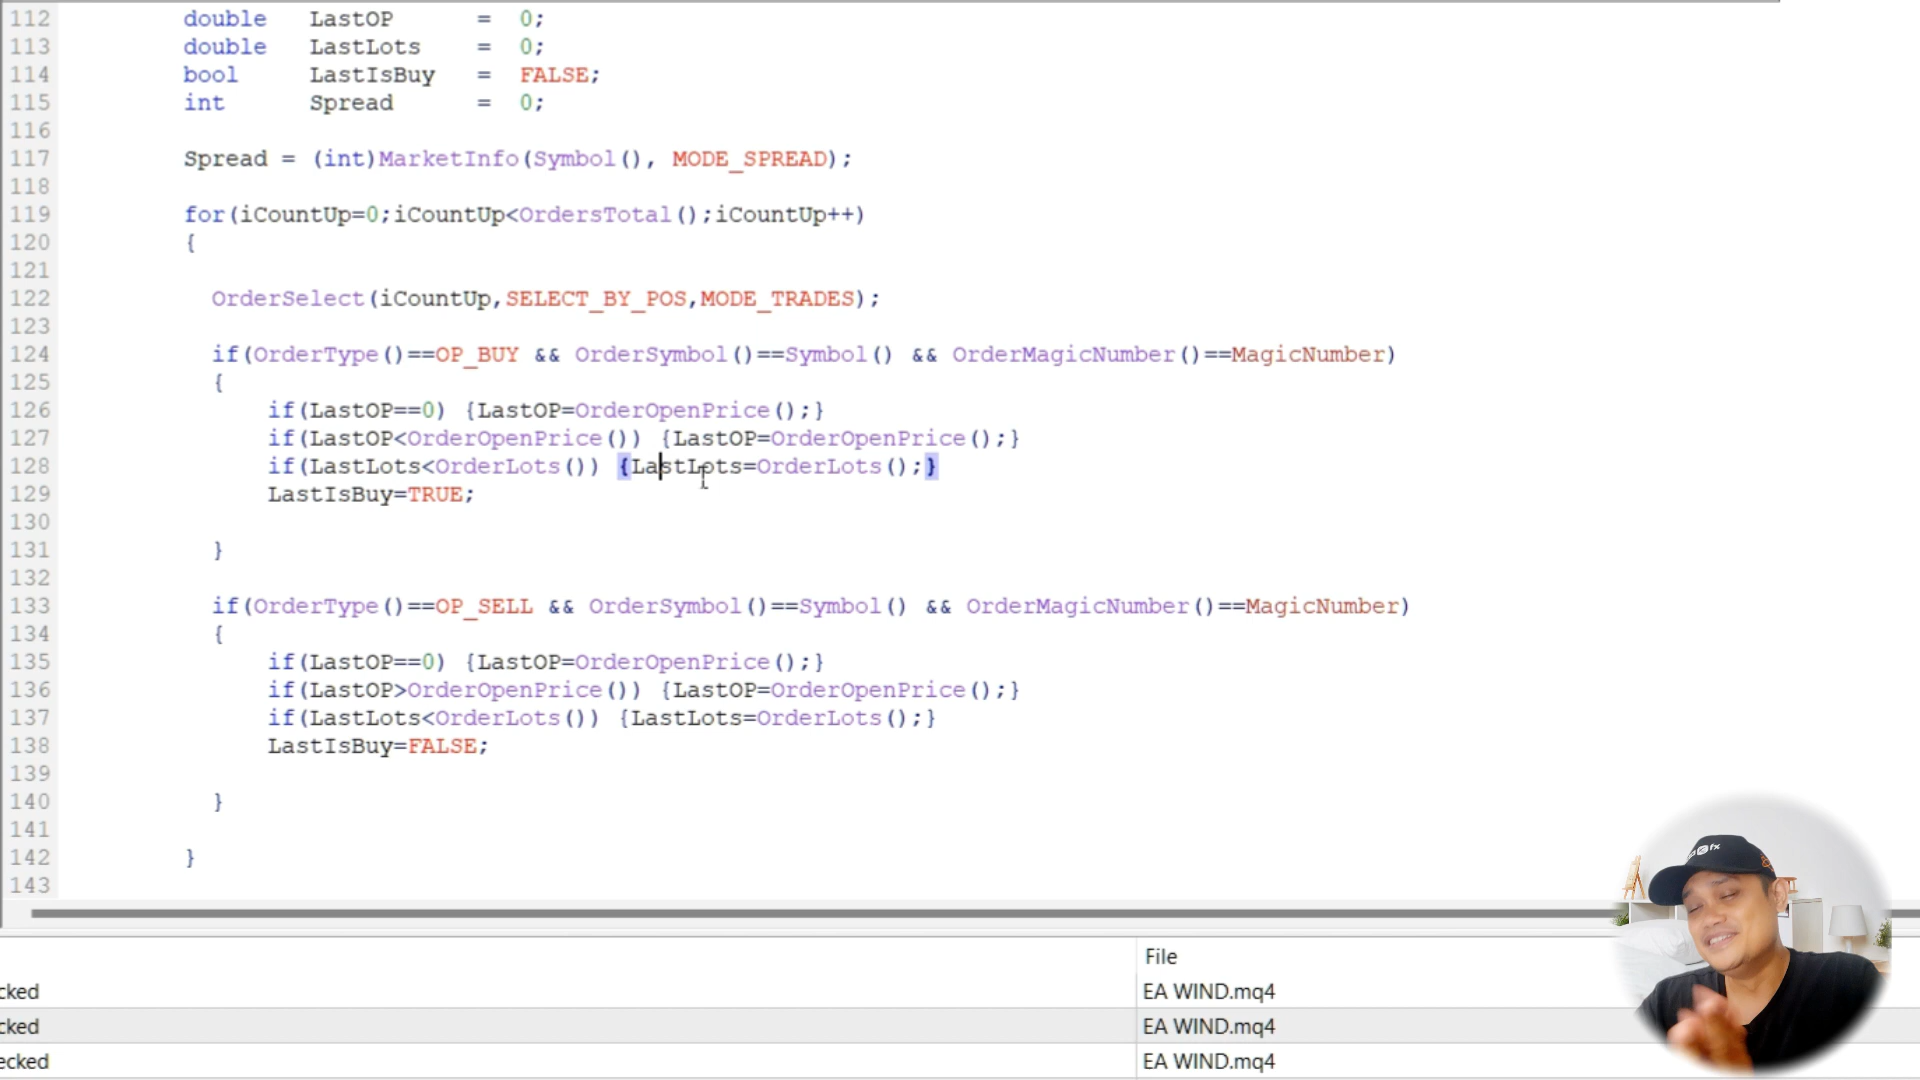 112 double LastOP = 0;
113 double LastLots = 0;
114 bool LastIsBuy = FALSE;
115 int Spread = 0;
116
117 Spread = (int)MarketInfo(Symbol(), MODE_SPREAD);
118
119 for(iCountUp=0;iCountUp<OrdersTotal();iCountUp++)
120 {
121
122 OrderSelect(iCountUp,SELECT_BY_POS,MODE_TRADES);
123
124 if(OrderType()==OP_BUY && OrderSymbol()==Symbol() && OrderMagicNumber()==MagicNumber)
125 {
126 if(LastOP==0) {LastOP=OrderOpenPrice();}
127 if(LastOP<OrderOpenPrice()) {LastOP=OrderOpenPrice();}
128 if(LastLots<OrderLots()) {LastLots=OrderLots();}
129 LastIsBuy=TRUE;
130
131 }
132
133 if(OrderType()==OP_SELL && OrderSymbol()==Symbol() && OrderMagicNumber()==MagicNumber)
134 {
135 if(LastOP==0) {LastOP=OrderOpenPrice();}
136 if(LastOP>OrderOpenPrice()) {LastOP=OrderOpenPrice();}
137 if(LastLots<OrderLots()) {LastLots=OrderLots();}
138 LastIsBuy=FALSE;
139
140 }
141
142 }
143
File
cked EA WIND.mq4
cked EA WIND.mq4
ecked EA WIND.mq4
fx